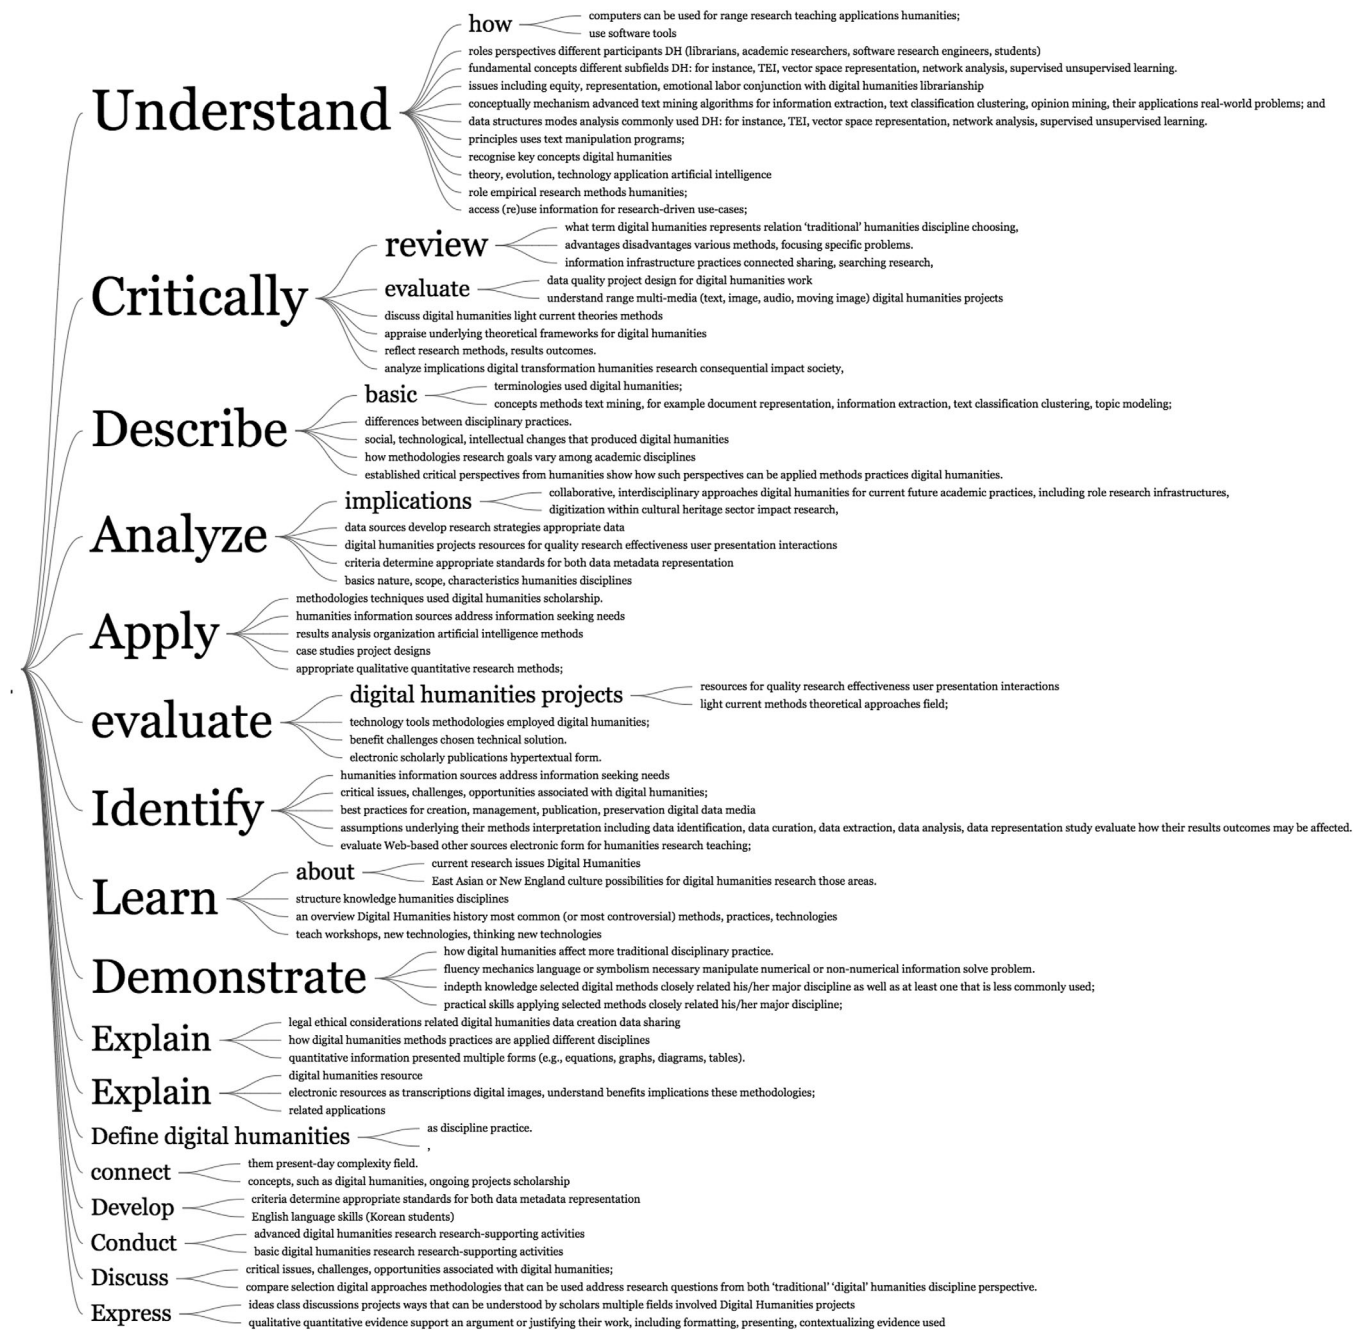 Understand
how
computers can be used for range research teaching applications humanities;
use software tools
roles perspectives different participants DH (librarians, academic researchers, software research engineers, students)
fundamental concepts different subfields DH: for instance, TEI, vector space representation, network analysis, supervised unsupervised learning.
issues including equity, representation, emotional labor conjunction with digital humanities librarianship
conceptually mechanism advanced text mining algorithms for information extraction, text classification clustering, opinion mining, their applications real-world problems; and
data structures modes analysis commonly used DH: for instance, TEI, vector space representation, network analysis, supervised unsupervised learning.
principles uses text manipulation programs;
recognise key concepts digital humanities
theory, evolution, technology application artificial intelligence
role empirical research methods humanities;
access (re)use information for research-driven use-cases;
Critically
review
what term digital humanities represents relation ‘traditional’ humanities discipline choosing,
advantages disadvantages various methods, focusing specific problems.
information infrastructure practices connected sharing, searching research,
evaluate
data quality project design for digital humanities work
understand range multi-media (text, image, audio, moving image) digital humanities projects
discuss digital humanities light current theories methods
appraise underlying theoretical frameworks for digital humanities
reflect research methods, results outcomes.
analyze implications digital transformation humanities research consequential impact society,
Describe
basic
terminologies used digital humanities;
concepts methods text mining, for example document representation, information extraction, text classification clustering, topic modeling;
differences between disciplinary practices.
social, technological, intellectual changes that produced digital humanities
how methodologies research goals vary among academic disciplines
established critical perspectives from humanities show how such perspectives can be applied methods practices digital humanities.
Analyze
implications
collaborative, interdisciplinary approaches digital humanities for current future academic practices, including role research infrastructures,
digitization within cultural heritage sector impact research,
data sources develop research strategies appropriate data
digital humanities projects resources for quality research effectiveness user presentation interactions
criteria determine appropriate standards for both data metadata representation
basics nature, scope, characteristics humanities disciplines
Apply
methodologies techniques used digital humanities scholarship.
humanities information sources address information seeking needs
results analysis organization artificial intelligence methods
case studies project designs
appropriate qualitative quantitative research methods;
evaluate
digital humanities projects
resources for quality research effectiveness user presentation interactions
light current methods theoretical approaches field;
technology tools methodologies employed digital humanities;
benefit challenges chosen technical solution.
electronic scholarly publications hypertextual form.
Identify
humanities information sources address information seeking needs
critical issues, challenges, opportunities associated with digital humanities;
best practices for creation, management, publication, preservation digital data media
assumptions underlying their methods interpretation including data identification, data curation, data extraction, data analysis, data representation study evaluate how their results outcomes may be affected.
evaluate Web-based other sources electronic form for humanities research teaching;
Learn
about
current research issues Digital Humanities
East Asian or New England culture possibilities for digital humanities research those areas.
structure knowledge humanities disciplines
an overview Digital Humanities history most common (or most controversial) methods, practices, technologies
teach workshops, new technologies, thinking new technologies
Demonstrate
how digital humanities affect more traditional disciplinary practice.
fluency mechanics language or symbolism necessary manipulate numerical or non-numerical information solve problem.
indepth knowledge selected digital methods closely related his/her major discipline as well as at least one that is less commonly used;
practical skills applying selected methods closely related his/her major discipline;
Explain
legal ethical considerations related digital humanities data creation data sharing
how digital humanities methods practices are applied different disciplines
quantitative information presented multiple forms (e.g., equations, graphs, diagrams, tables).
Explain
digital humanities resource
electronic resources as transcriptions digital images, understand benefits implications these methodologies;
related applications
Define digital humanities
as discipline practice.
,
connect
them present-day complexity field.
concepts, such as digital humanities, ongoing projects scholarship
Develop
criteria determine appropriate standards for both data metadata representation
English language skills (Korean students)
Conduct
advanced digital humanities research research-supporting activities
basic digital humanities research research-supporting activities
Discuss
critical issues, challenges, opportunities associated with digital humanities;
compare selection digital approaches methodologies that can be used address research questions from both ‘traditional’ ‘digital’ humanities discipline perspective.
Express
ideas class discussions projects ways that can be understood by scholars multiple fields involved Digital Humanities projects
qualitative quantitative evidence support an argument or justifying their work, including formatting, presenting, contextualizing evidence used